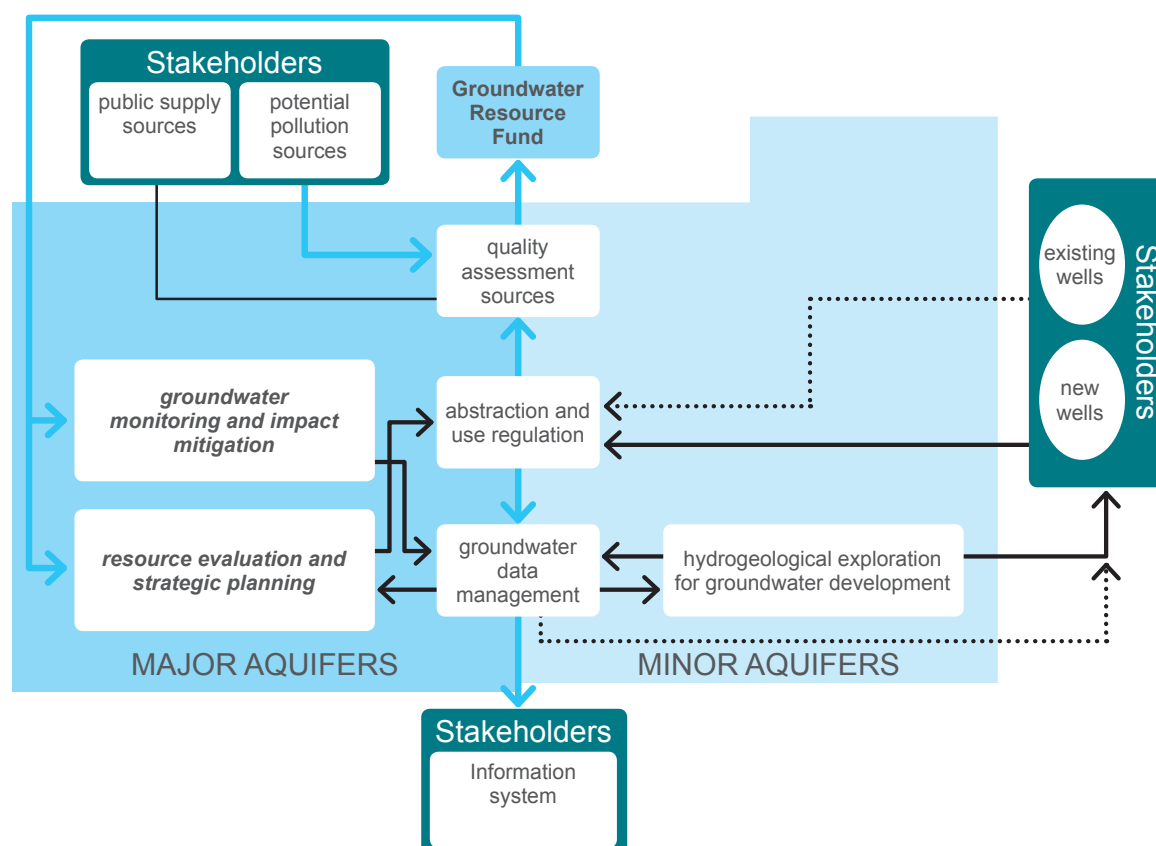 Stakeholders
public supply
sources
potential
pollution
sources
Groundwater
Resource
Fund
quality
assessment
sources
existing
wells
new
wells
Stakeholders
groundwater
monitoring and impact
mitigation
abstraction and
use regulation
resource evaluation and
strategic planning
groundwater
data
management
hydrogeological exploration
for groundwater development
MAJOR AQUIFERS
MINOR AQUIFERS
Stakeholders
Information
system